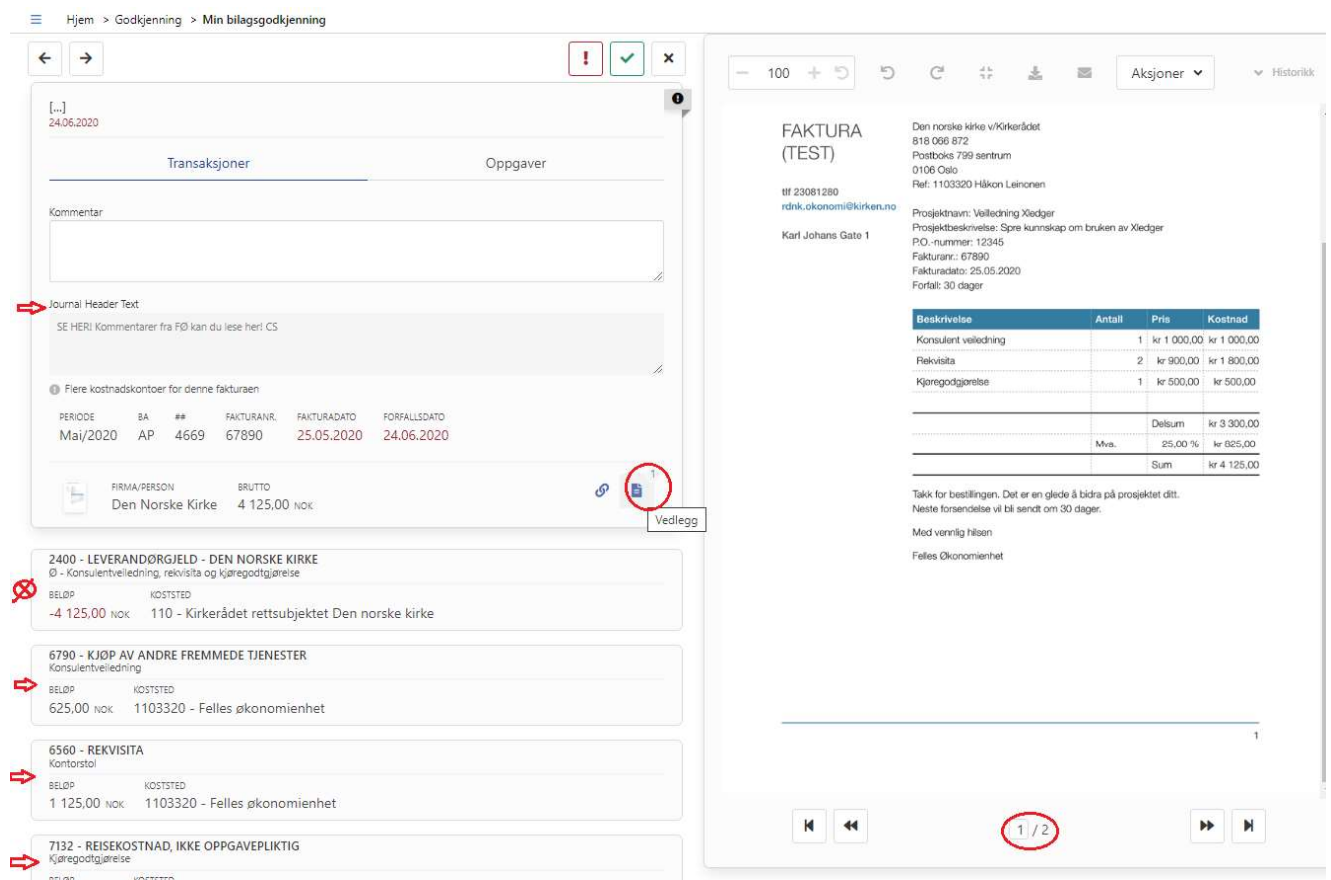 Hjem > Godkjenning > Min bilagsgodkjenning
[...]
24.06.2020
Transaksjoner Oppgaver
Kommentar
Journal Header Text
SE HER! Kommentarer fra FØ kan du lese her! CS
Flere kostnadskontoer for denne fakturaen
PERIODE BA ## FAKTURANR. FAKTURADATO FORFALLSDATO
Mai/2020 AP 4669 67890 25.05.2020 24.06.2020
FIRMA/PERSON BRUTTO
Den Norske Kirke 4 125,00 NOK
1
Vedlegg
2400 - LEVERANDØRGJELD - DEN NORSKE KIRKE
Ø - Konsulentveiledning, rekvisita og kjøregodtgjørelse
BELØP KOSTSTED
-4 125,00 NOK 110 - Kirkerådet rettsubjektet Den norske kirke
6790 - KJØP AV ANDRE FREMMEDE TJENESTER
Konsulentveiledning
BELØP KOSTSTED
625,00 NOK 1103320 - Felles økonomienhet
6560 - REKVISITA
Kontorstol
BELØP KOSTSTED
1 125,00 NOK 1103320 - Felles økonomienhet
7132 - REISEKOSTNAD, IKKE OPPGAVEPLIKTIG
Kjøregodtgjørelse
BELØP KOSTSTED
100 Aksjoner Historikk
FAKTURA
(TEST)
tlf 23081280
rdnk.okonomi@kirken.no
Karl Johans Gate 1
Den norske kirke v/Kirkerådet
818 066 872
Postboks 799 sentrum
0106 Oslo
Ref: 1103320 Håkon Leinonen
Prosjektnavn: Veiledning Xledger
Prosjektbeskrivelse: Spre kunnskap om bruken av Xledger
P.O.-nummer: 12345
Fakturanr.: 67890
Fakturadato: 25.05.2020
Forfall: 30 dager
Beskrivelse Antall Pris Kostnad
Konsulent veiledning 1 kr 1 000,00 kr 1 000,00
Rekvisita 2 kr 900,00 kr 1 800,00
Kjøregodgjørelse 1 kr 500,00 kr 500,00
Delsum kr 3 300,00
Mva. 25,00 % kr 825,00
Sum kr 4 125,00
Takk for bestillingen. Det er en glede å bidra på prosjektet ditt.
Neste forsendelse vil bli sendt om 30 dager.
Med vennlig hilsen
Felles Økonomienhet
1
1 / 2